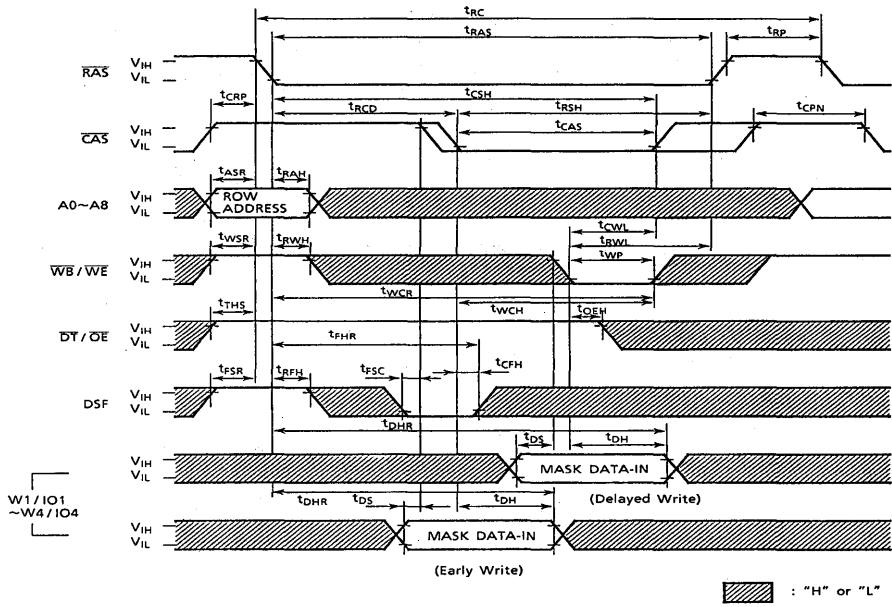 tRC
tRAS
tRP
RAS
VIH
VIL
tCRP
tCSH
tRCD
tRSH
tCPN
CAS
VIH
VIL
tCAS
tASR
tRAH
A0~A8
VIH
VIL
ROW
ADDRESS
tCWL
tRWL
tWSR
tRWH
tWP
WB/WE
VIH
VIL
tWCR
tWCH
tOEH
tTHS
DT/OE
VIH
VIL
tFHR
tCFH
tFSR
tRFH
tFSC
DSF
VIH
VIL
tDHR
tDS
tDH
VIH
VIL
MASK DATA-IN
(Delayed Write)
W1/IO1
~W4/IO4
tDHR
tDS
tDH
VIH
VIL
MASK DATA-IN
(Early Write)
: "H" or "L"